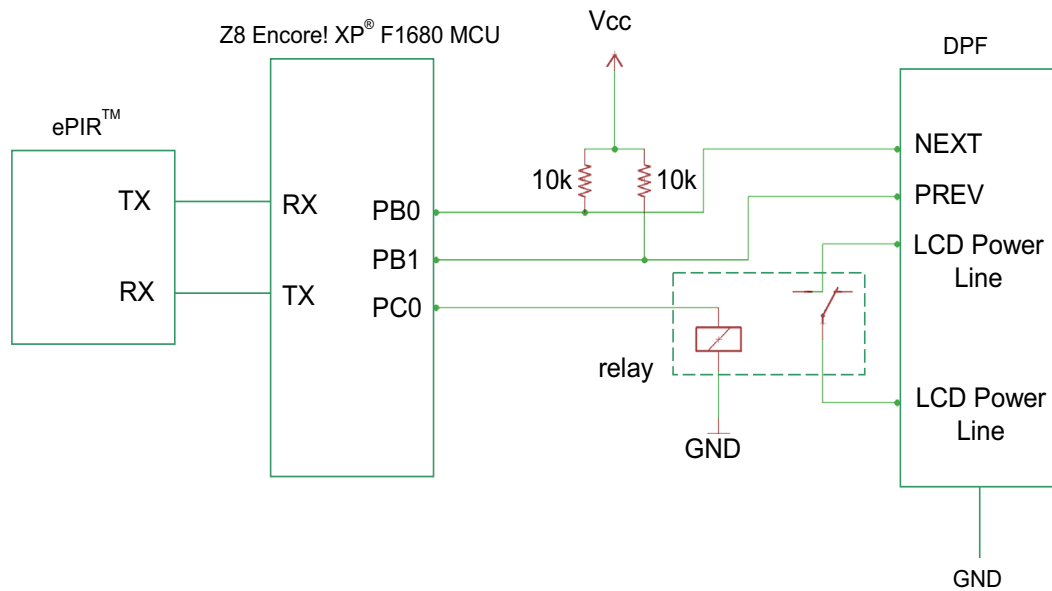 Z8 Encore! XP® F1680 MCU
Vcc
DPF
ePIR™
TX
RX
RX
TX
PB0
PB1
PC0
10k
10k
relay
GND
NEXT
PREV
LCD Power
Line
LCD Power
Line
GND